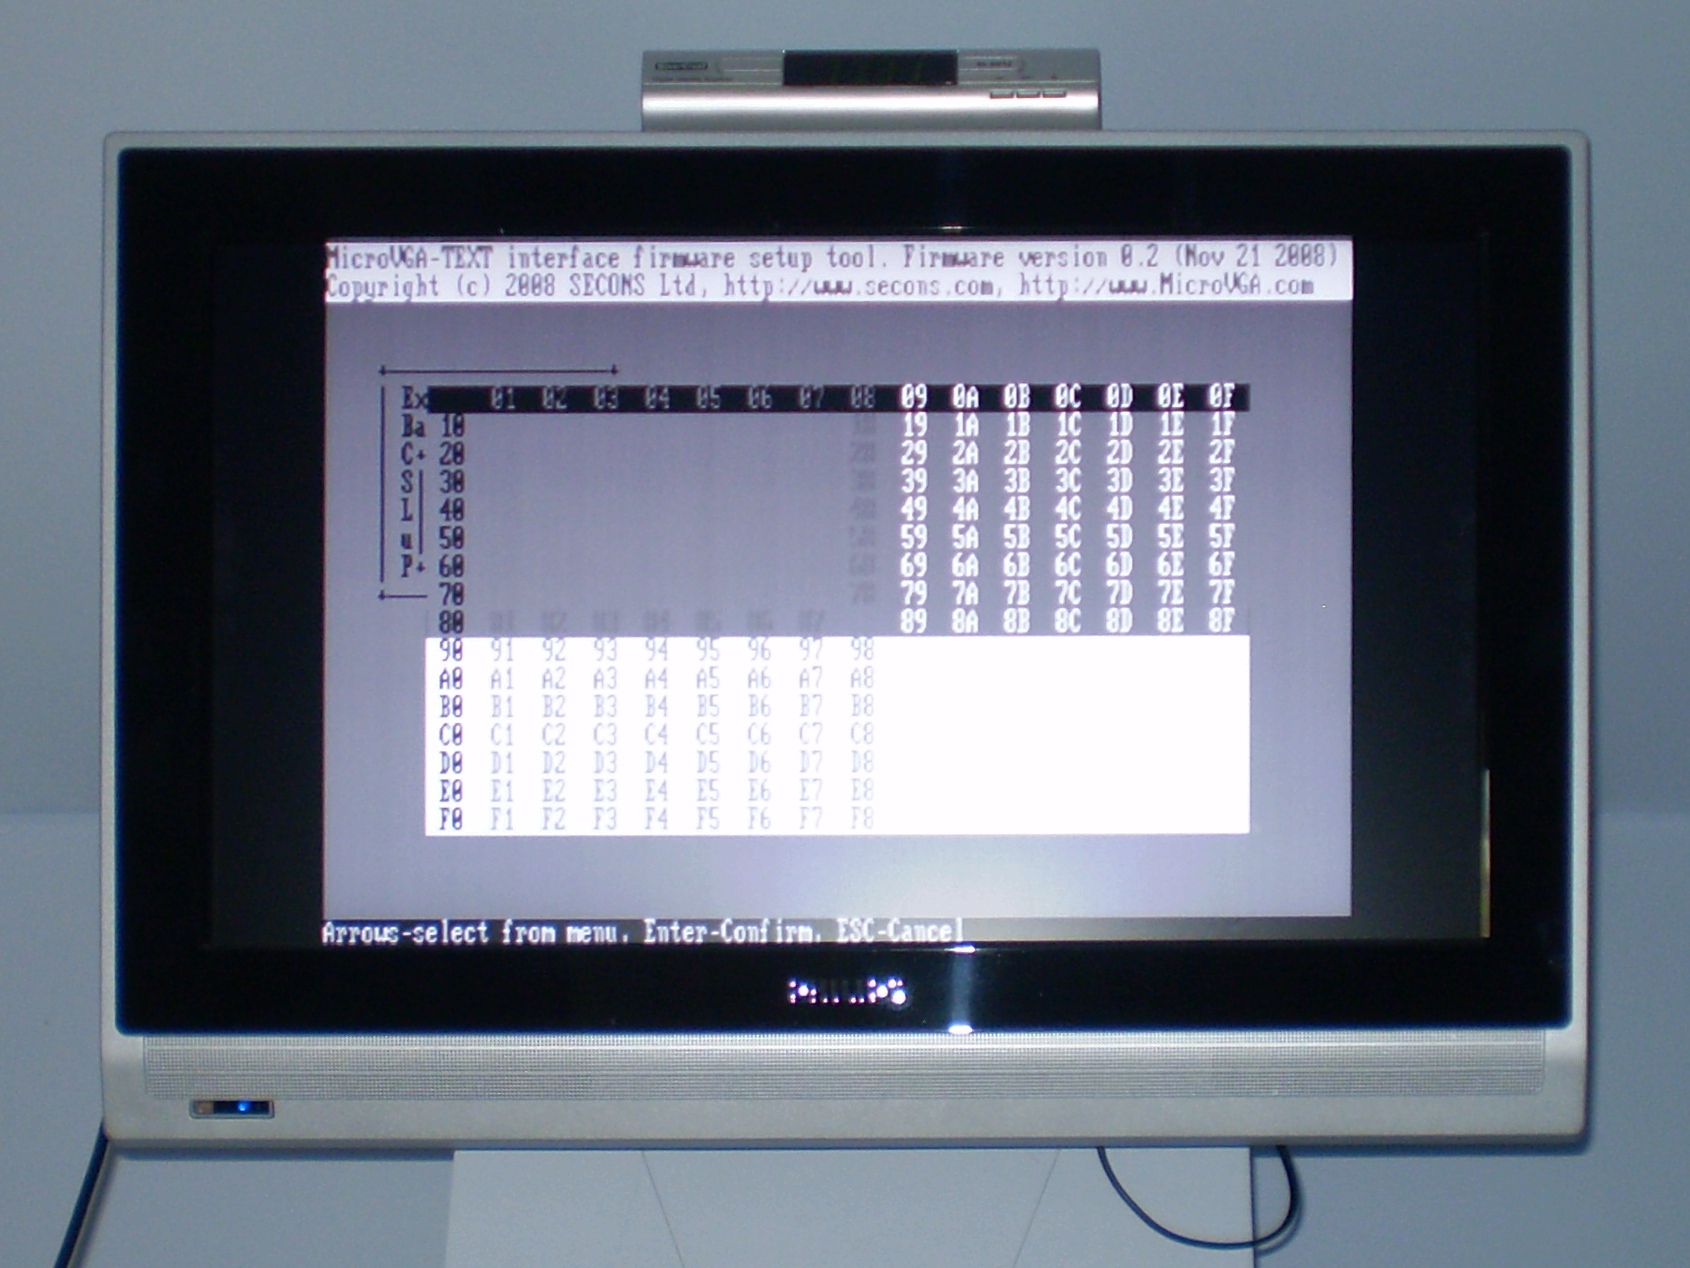 MicroVGA-TEXT interface firmware setup tool. Firmware version 0.2 (Nov 21 2008)
Copyright (c) 2008 SECONS Ltd, http://www.secons.com, http://www.MicroVGA.com
Ex 01 02 03 04 05 06 07 08 09 0A 0B 0C 0D 0E 0F
Ba 10 19 1A 1B 1C 1D 1E 1F
C+ 20 28 29 2A 2B 2C 2D 2E 2F
S 30 38 39 3A 3B 3C 3D 3E 3F
L 40 48 49 4A 4B 4C 4D 4E 4F
u 50 58 59 5A 5B 5C 5D 5E 5F
P+ 60 68 69 6A 6B 6C 6D 6E 6F
70 78 79 7A 7B 7C 7D 7E 7F
80 89 8A 8B 8C 8D 8E 8F
90 91 92 93 94 95 96 97 98
A0 A1 A2 A3 A4 A5 A6 A7 A8
B0 B1 B2 B3 B4 B5 B6 B7 B8
C0 C1 C2 C3 C4 C5 C6 C7 C8
D0 D1 D2 D3 D4 D5 D6 D7 D8
E0 E1 E2 E3 E4 E5 E6 E7 E8
F0 F1 F2 F3 F4 F5 F6 F7 F8
Arrows-select from menu, Enter-Confirm, ESC-Cancel
PHILIPS